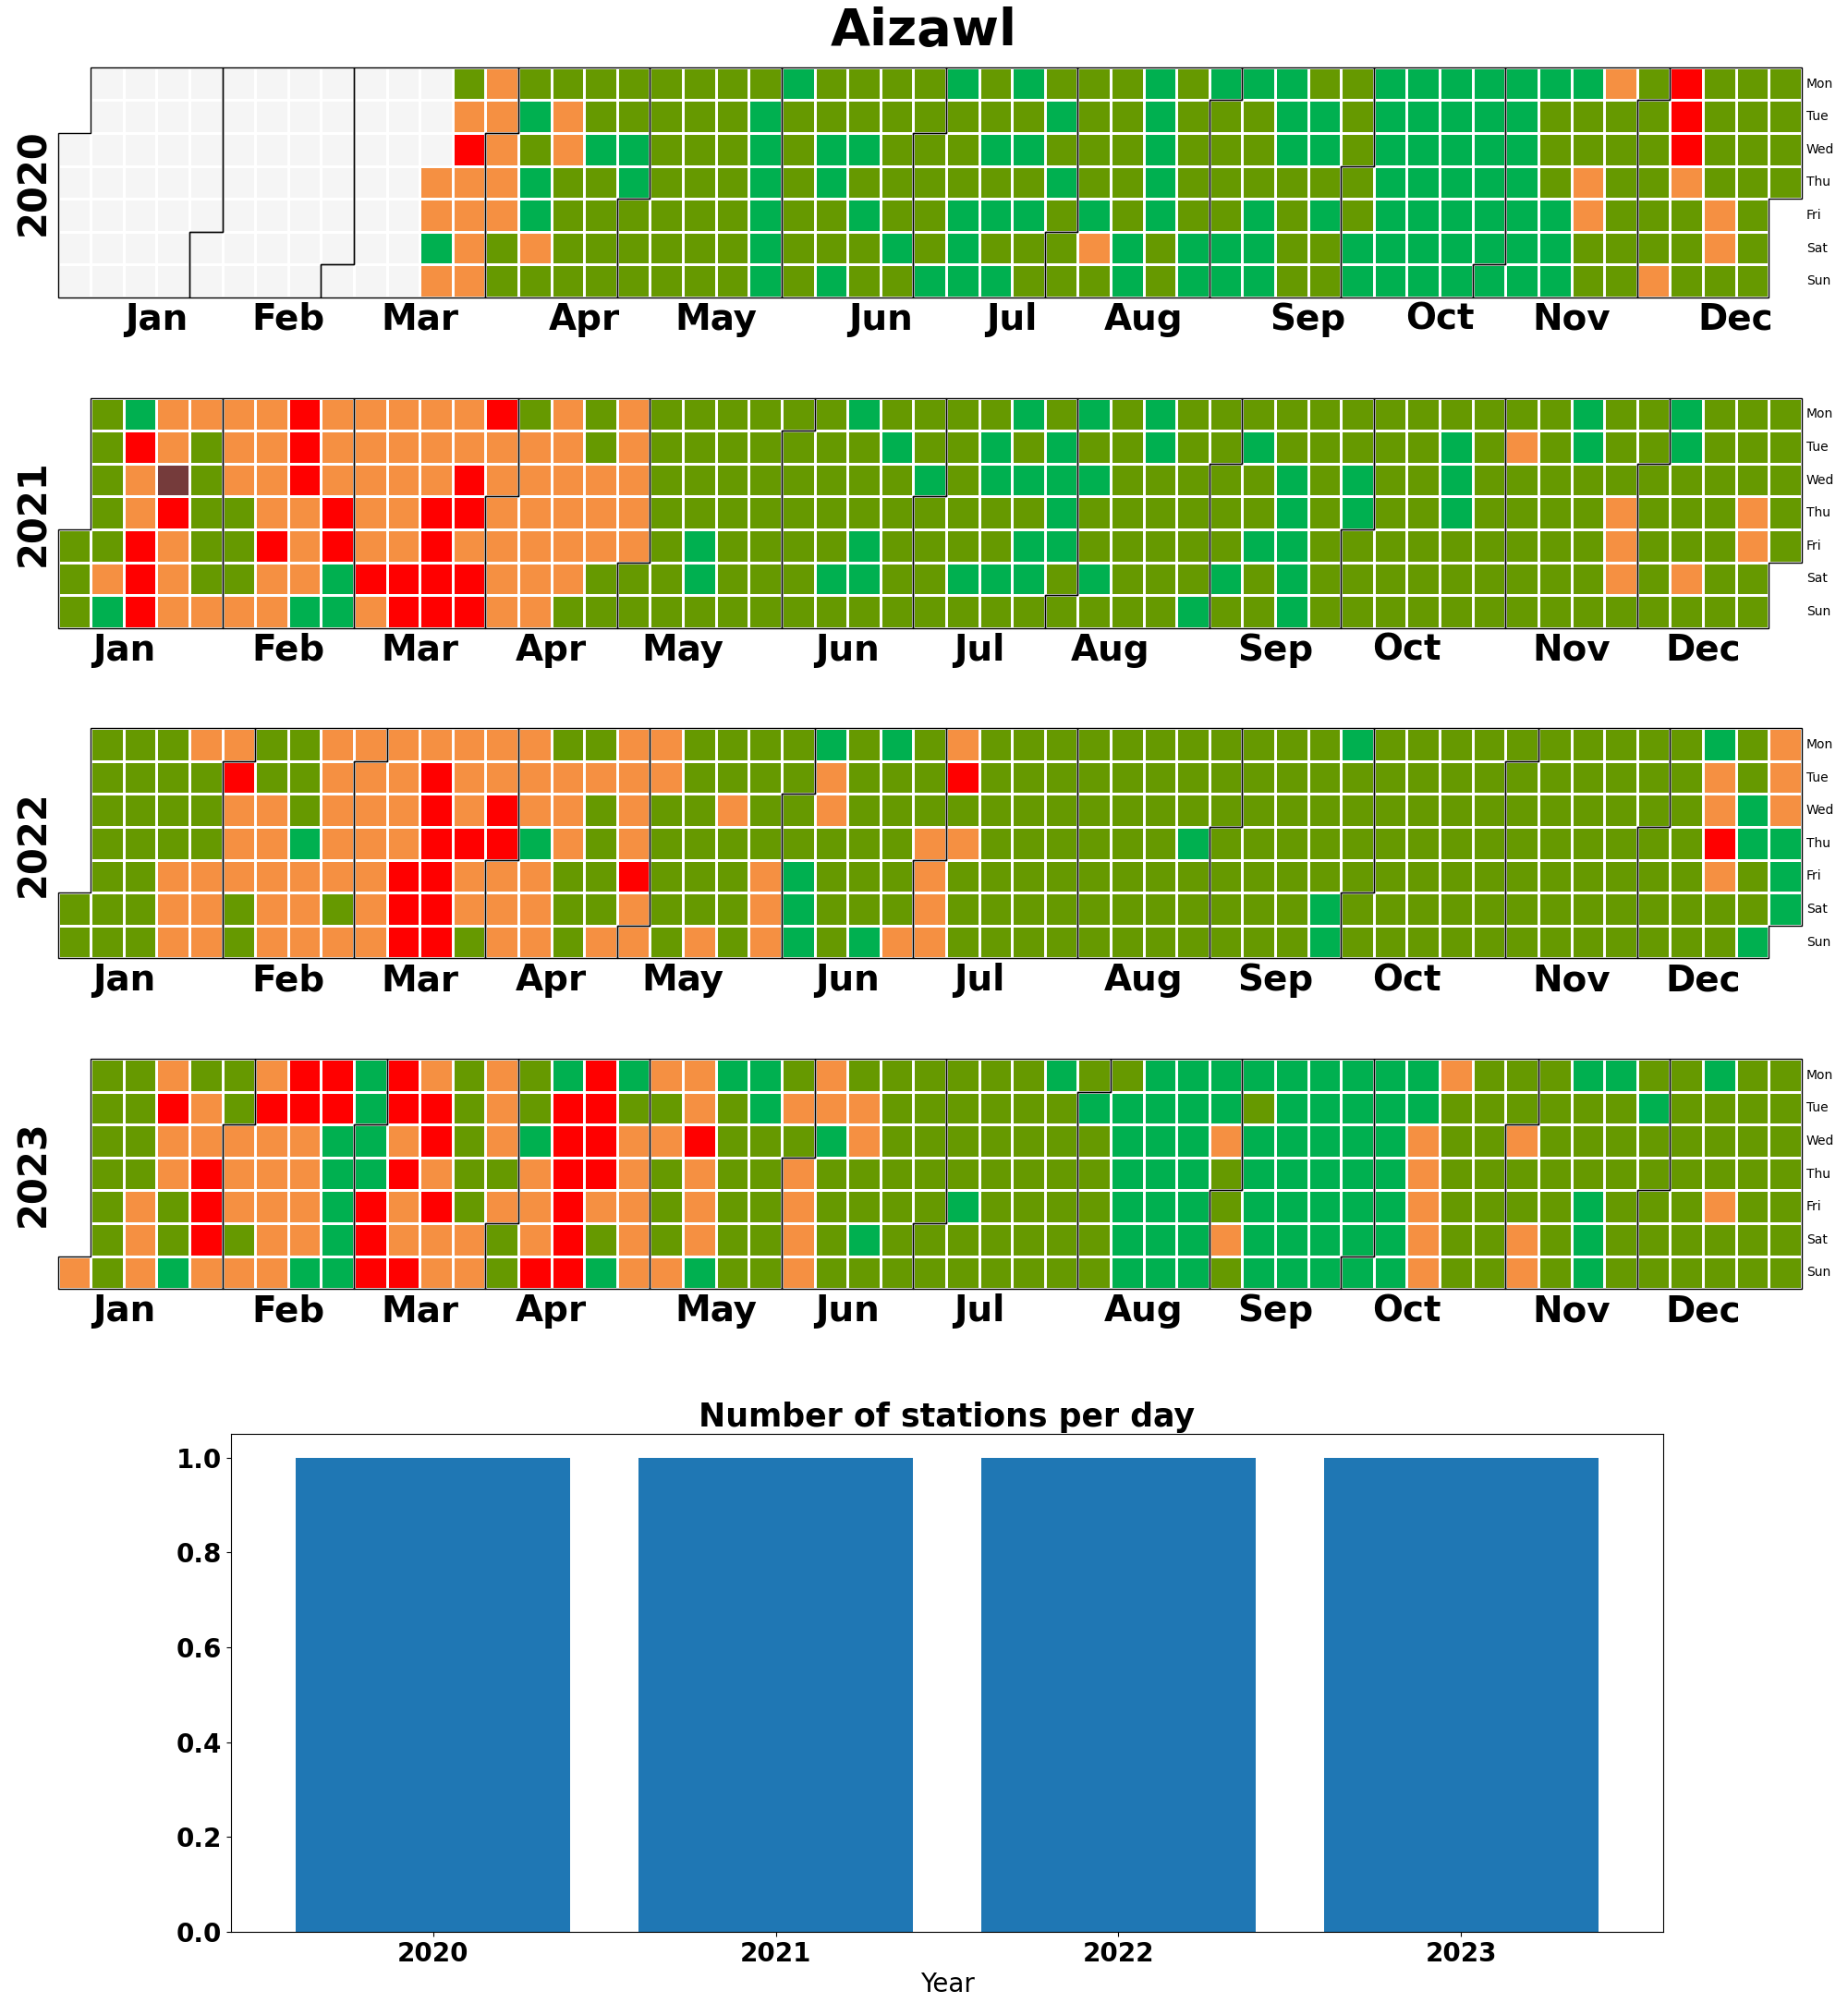 Aizawl
2020
Mon
Tue
Wed
Thu
Fri
Sat
Sun
Jan Feb Mar Apr May Jun Jul Aug Sep Oct Nov Dec
2021
Mon
Tue
Wed
Thu
Fri
Sat
Sun
Jan Feb Mar Apr May Jun Jul Aug Sep Oct Nov Dec
2022
Mon
Tue
Wed
Thu
Fri
Sat
Sun
Jan Feb Mar Apr May Jun Jul Aug Sep Oct Nov Dec
2023
Mon
Tue
Wed
Thu
Fri
Sat
Sun
Jan Feb Mar Apr May Jun Jul Aug Sep Oct Nov Dec
Number of stations per day
1.0
0.8
0.6
0.4
0.2
0.0
2020 2021 2022 2023
Year